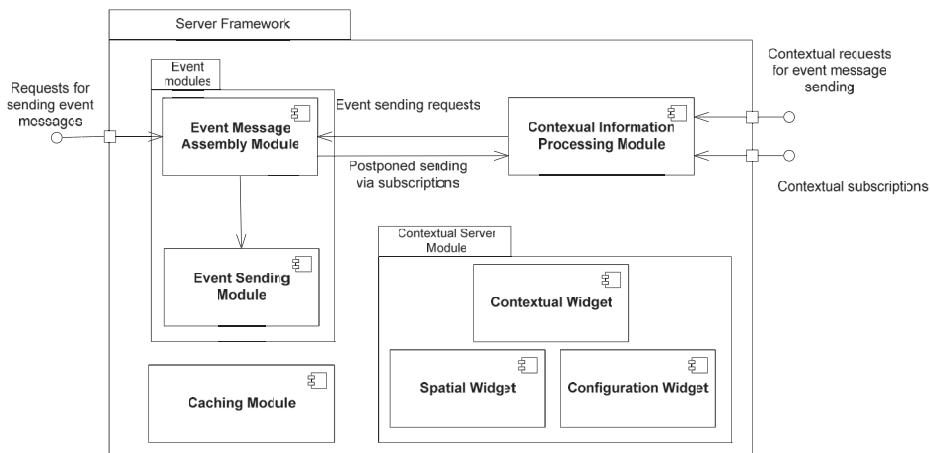 Server Framework
Event
modules
Requests for
sending event
messages
Event Message
Assembly Module
Event sending requests
Postponed sending
via subscriptions
Contexual Information
Processing Module
Contextual requests
for event message
sending
Contextual subscriptions
Event Sending
Module
Contextual Server
Module
Contextual Widget
Spatial Widget
Configuration Widget
Caching Module